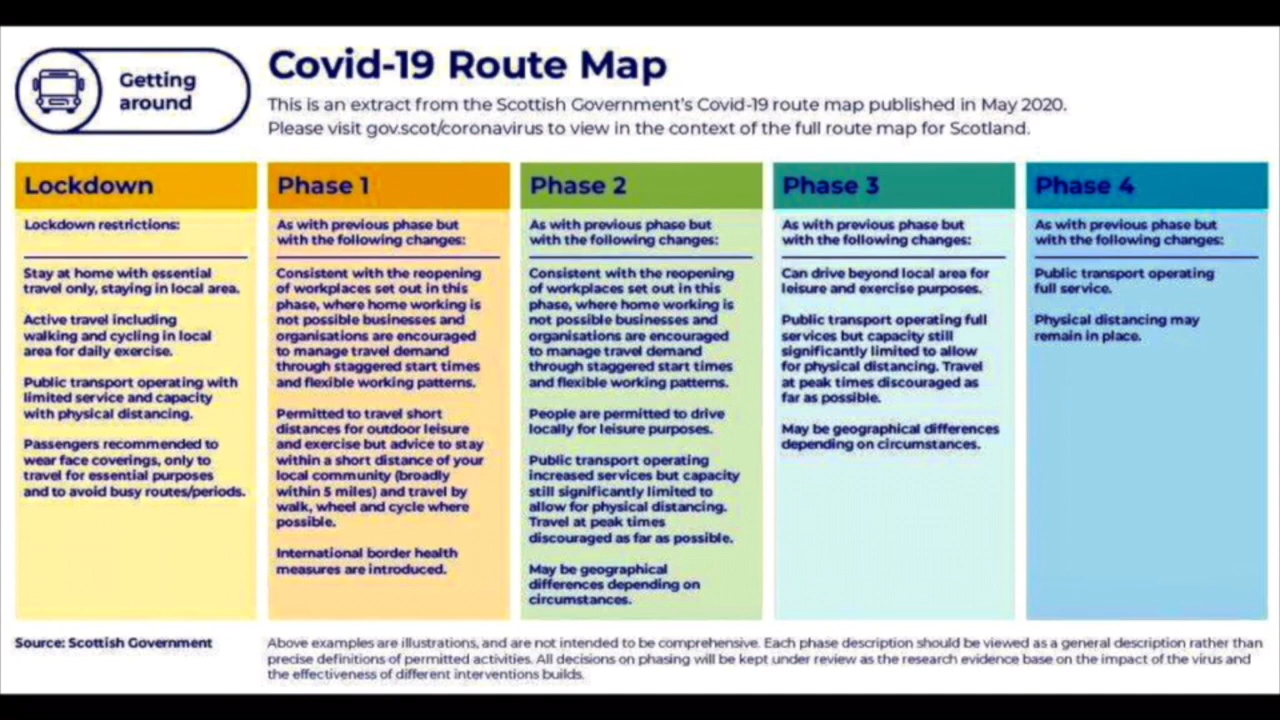 Getting
around
Covid-19 Route Map
This is an extract from the Scottish Government's Covid-19 route map published in May 2020.
Please visit gov.scot/coronavirus to view in the context of the full route map for Scotland.
Lockdown
Lockdown restrictions:
Stay at home with essential
travel only, staying in local area.
Active travel including
walking and cycling in local
area for daily exercise.
Public transport operating with
limited service and capacity
with physical distancing.
Passengers recommended to
wear face coverings, only to
travel for essential purposes
and to avoid busy routes/periods.
Phase 1
As with previous phase but
with the following changes:
Consistent with the reopening
of workplaces set out in this
phase, where home working is
not possible businesses and
organisations are encouraged
to manage travel demand
through staggered start times
and flexible working patterns.
Permitted to travel short
distances for outdoor leisure
and exercise but advice to stay
within a short distance of your
local community (broadly
within 5 miles) and travel by
walk, wheel and cycle where
possible.
International border health
measures are introduced.
Phase 2
As with previous phase but
with the following changes:
Consistent with the reopening
of workplaces set out in this
phase, where home working is
not possible businesses and
organisations are encouraged
to manage travel demand
through staggered start times
and flexible working patterns.
People are permitted to drive
locally for leisure purposes.
Public transport operating
increased services but capacity
still significantly limited to
allow for physical distancing.
Travel at peak times
discouraged as far as possible.
May be geographical
differences depending on
circumstances.
Phase 3
As with previous phase but
with the following changes:
Can drive beyond local area for
leisure and exercise purposes.
Public transport operating full
services but capacity still
significantly limited to allow
for physical distancing. Travel
at peak times discouraged as
far as possible.
May be geographical differences
depending on circumstances.
Phase 4
As with previous phase but
with the following changes:
Public transport operating
full service.
Physical distancing may
remain in place.
Source: Scottish Government
Above examples are illustrations, and are not intended to be comprehensive. Each phase description should be viewed as a general description rather than
precise definitions of permitted activities. All decisions on phasing will be kept under review as the research evidence base on the impact of the virus and
the effectiveness of different interventions builds.